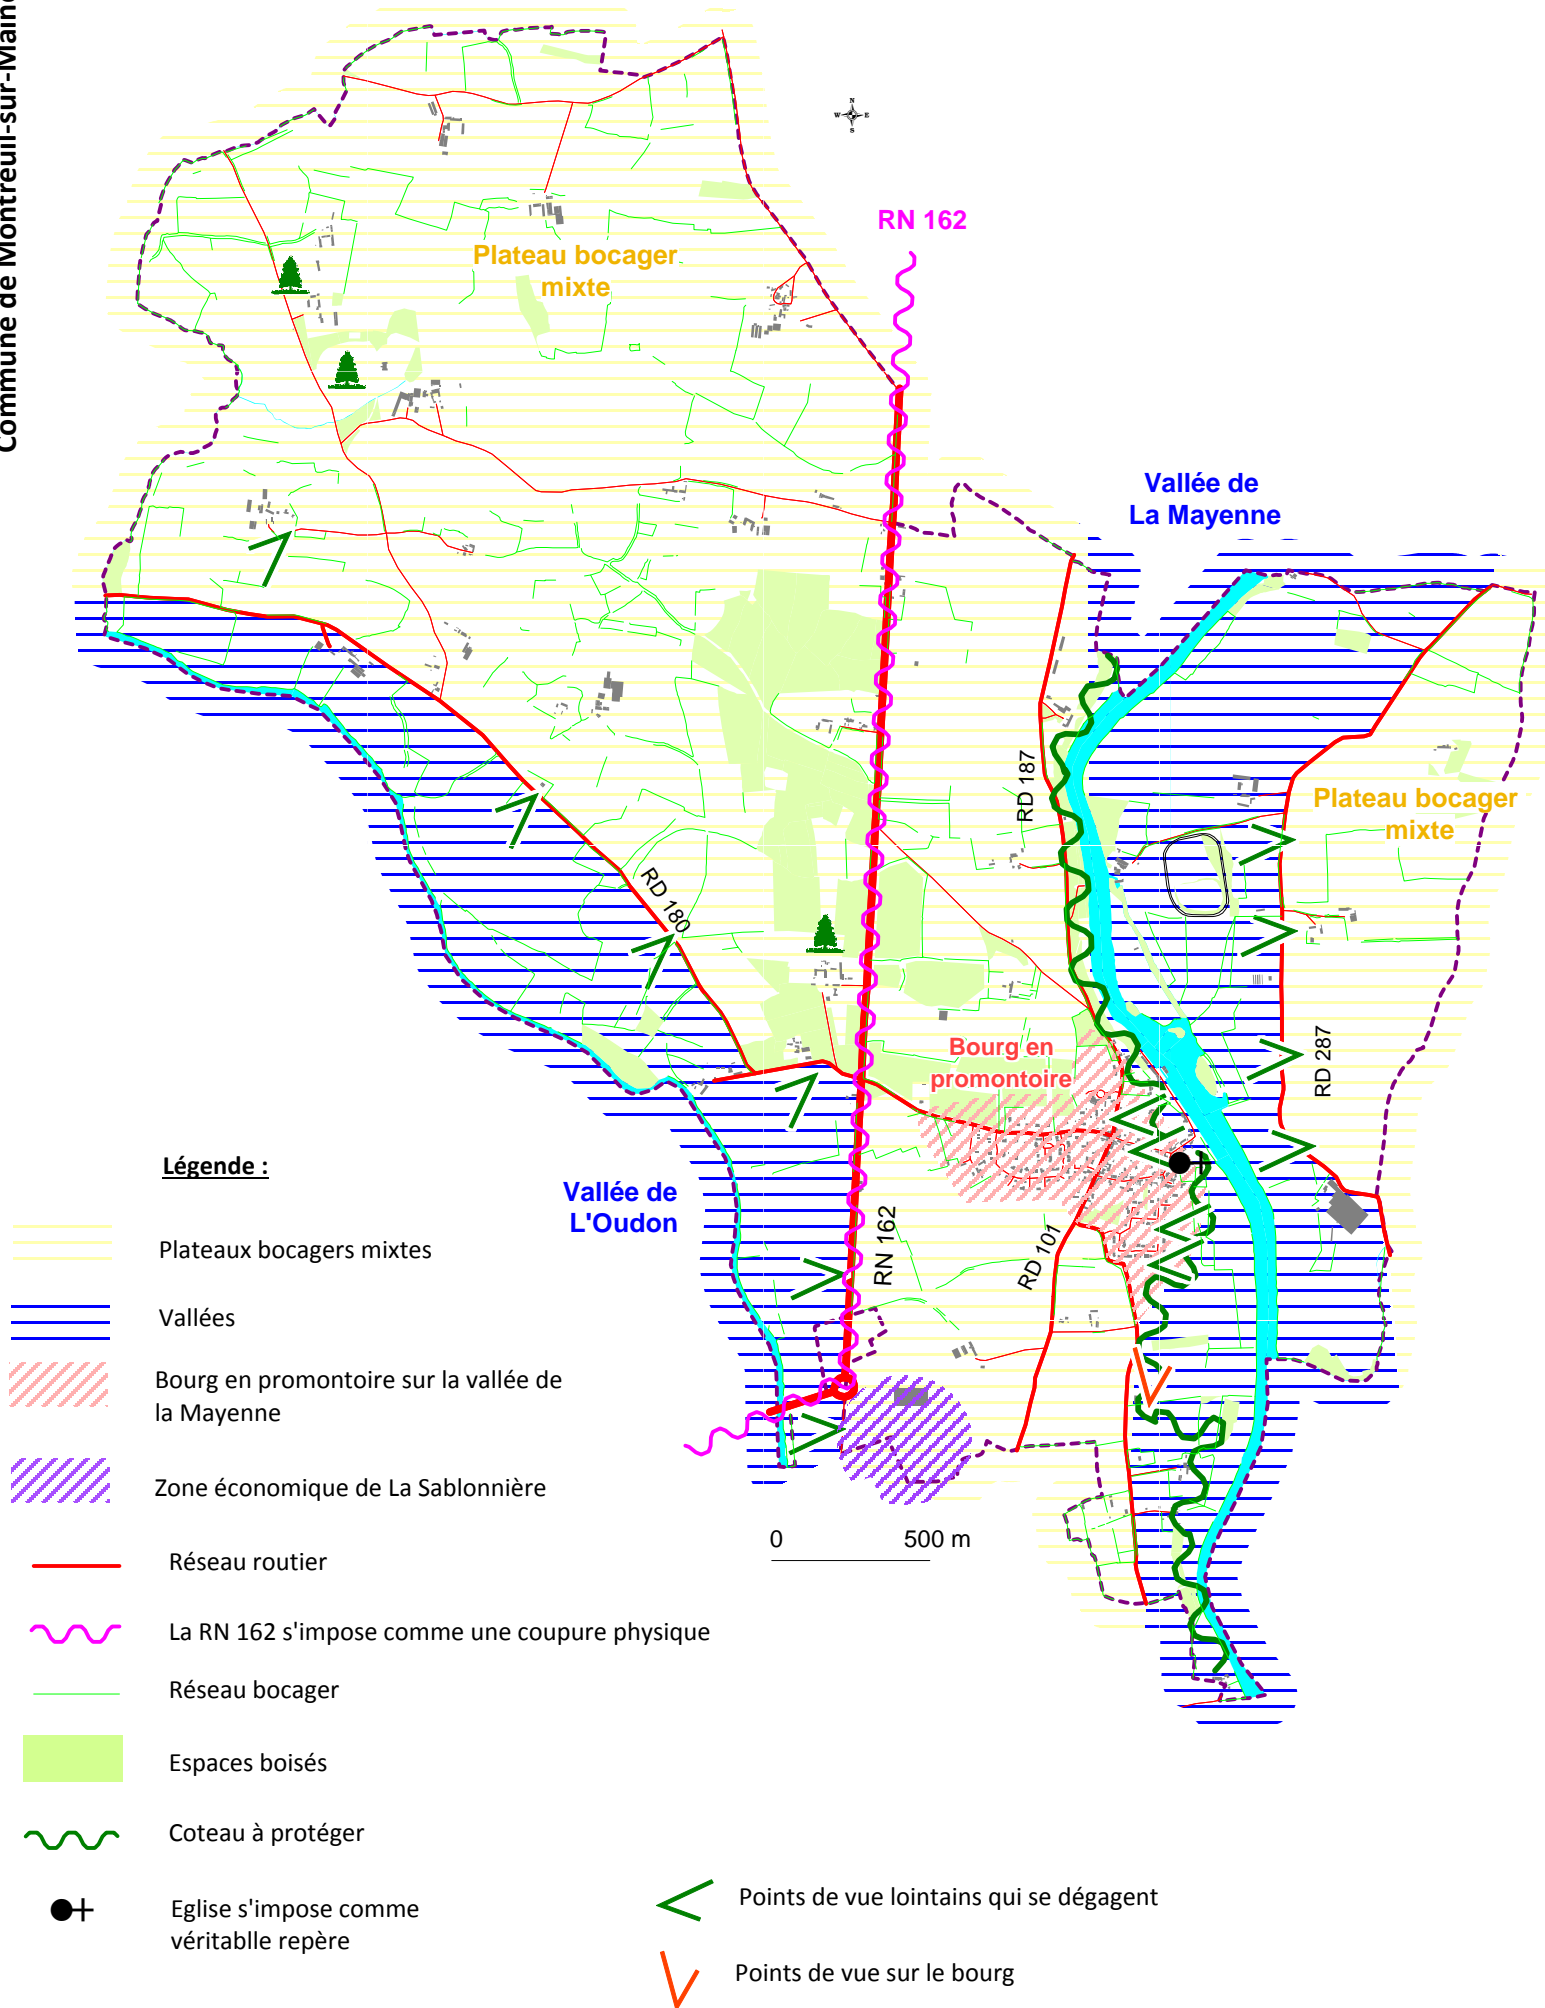 Commune de Montreuil-sur-Maine
N
W E
S
RN 162
Plateau bocager
mixte
Vallée de
La Mayenne
RD 187
Plateau bocager
mixte
RD 180
RD 287
Bourg en
promontoire
Vallée de
L'Oudon
RN 162
RD 101
0 500 m
Légende :
Plateaux bocagers mixtes
Vallées
Bourg en promontoire sur la vallée de
la Mayenne
Zone économique de La Sablonnière
Réseau routier
La RN 162 s'impose comme une coupure physique
Réseau bocager
Espaces boisés
Coteau à protéger
Eglise s'impose comme
véritablle repère
Points de vue lointains qui se dégagent
Points de vue sur le bourg